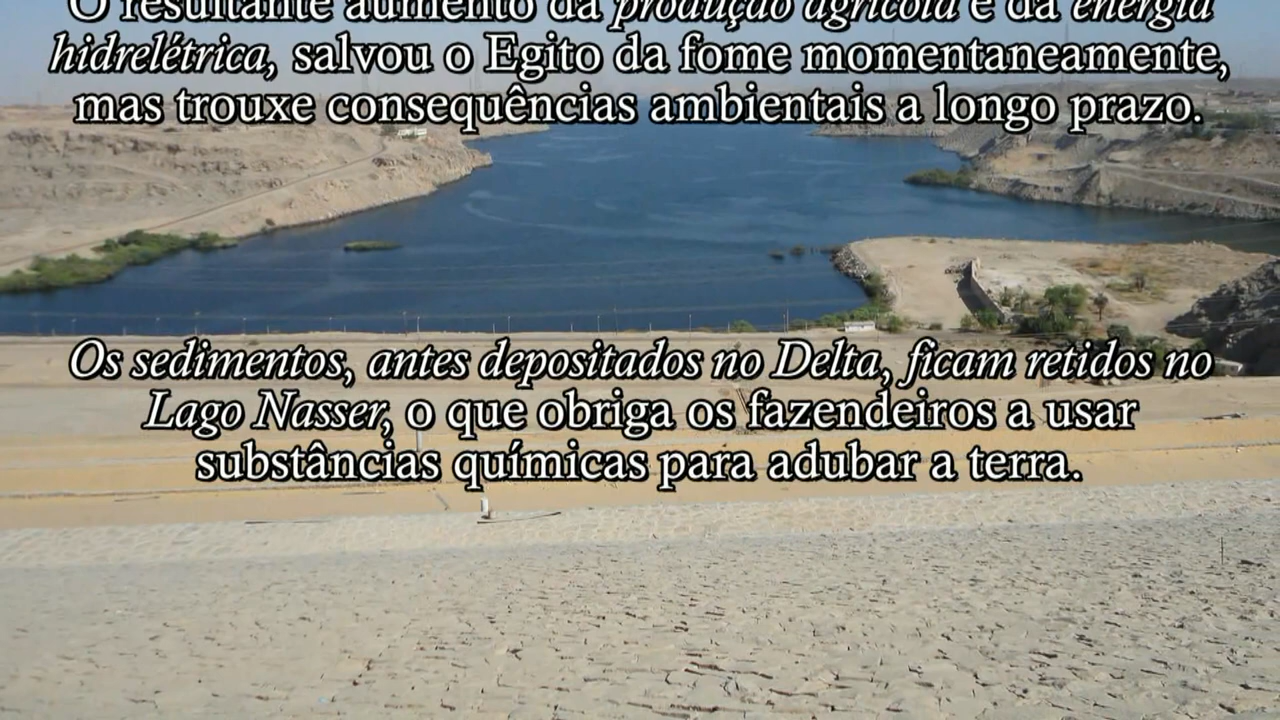 O resultante aumento da produção agrícola e da energia
hidrelétrica, salvou o Egito da fome momentaneamente,
mas trouxe consequências ambientais a longo prazo.
Os sedimentos, antes depositados no Delta, ficam retidos no
Lago Nasser, o que obriga os fazendeiros a usar
substâncias químicas para adubar a terra.